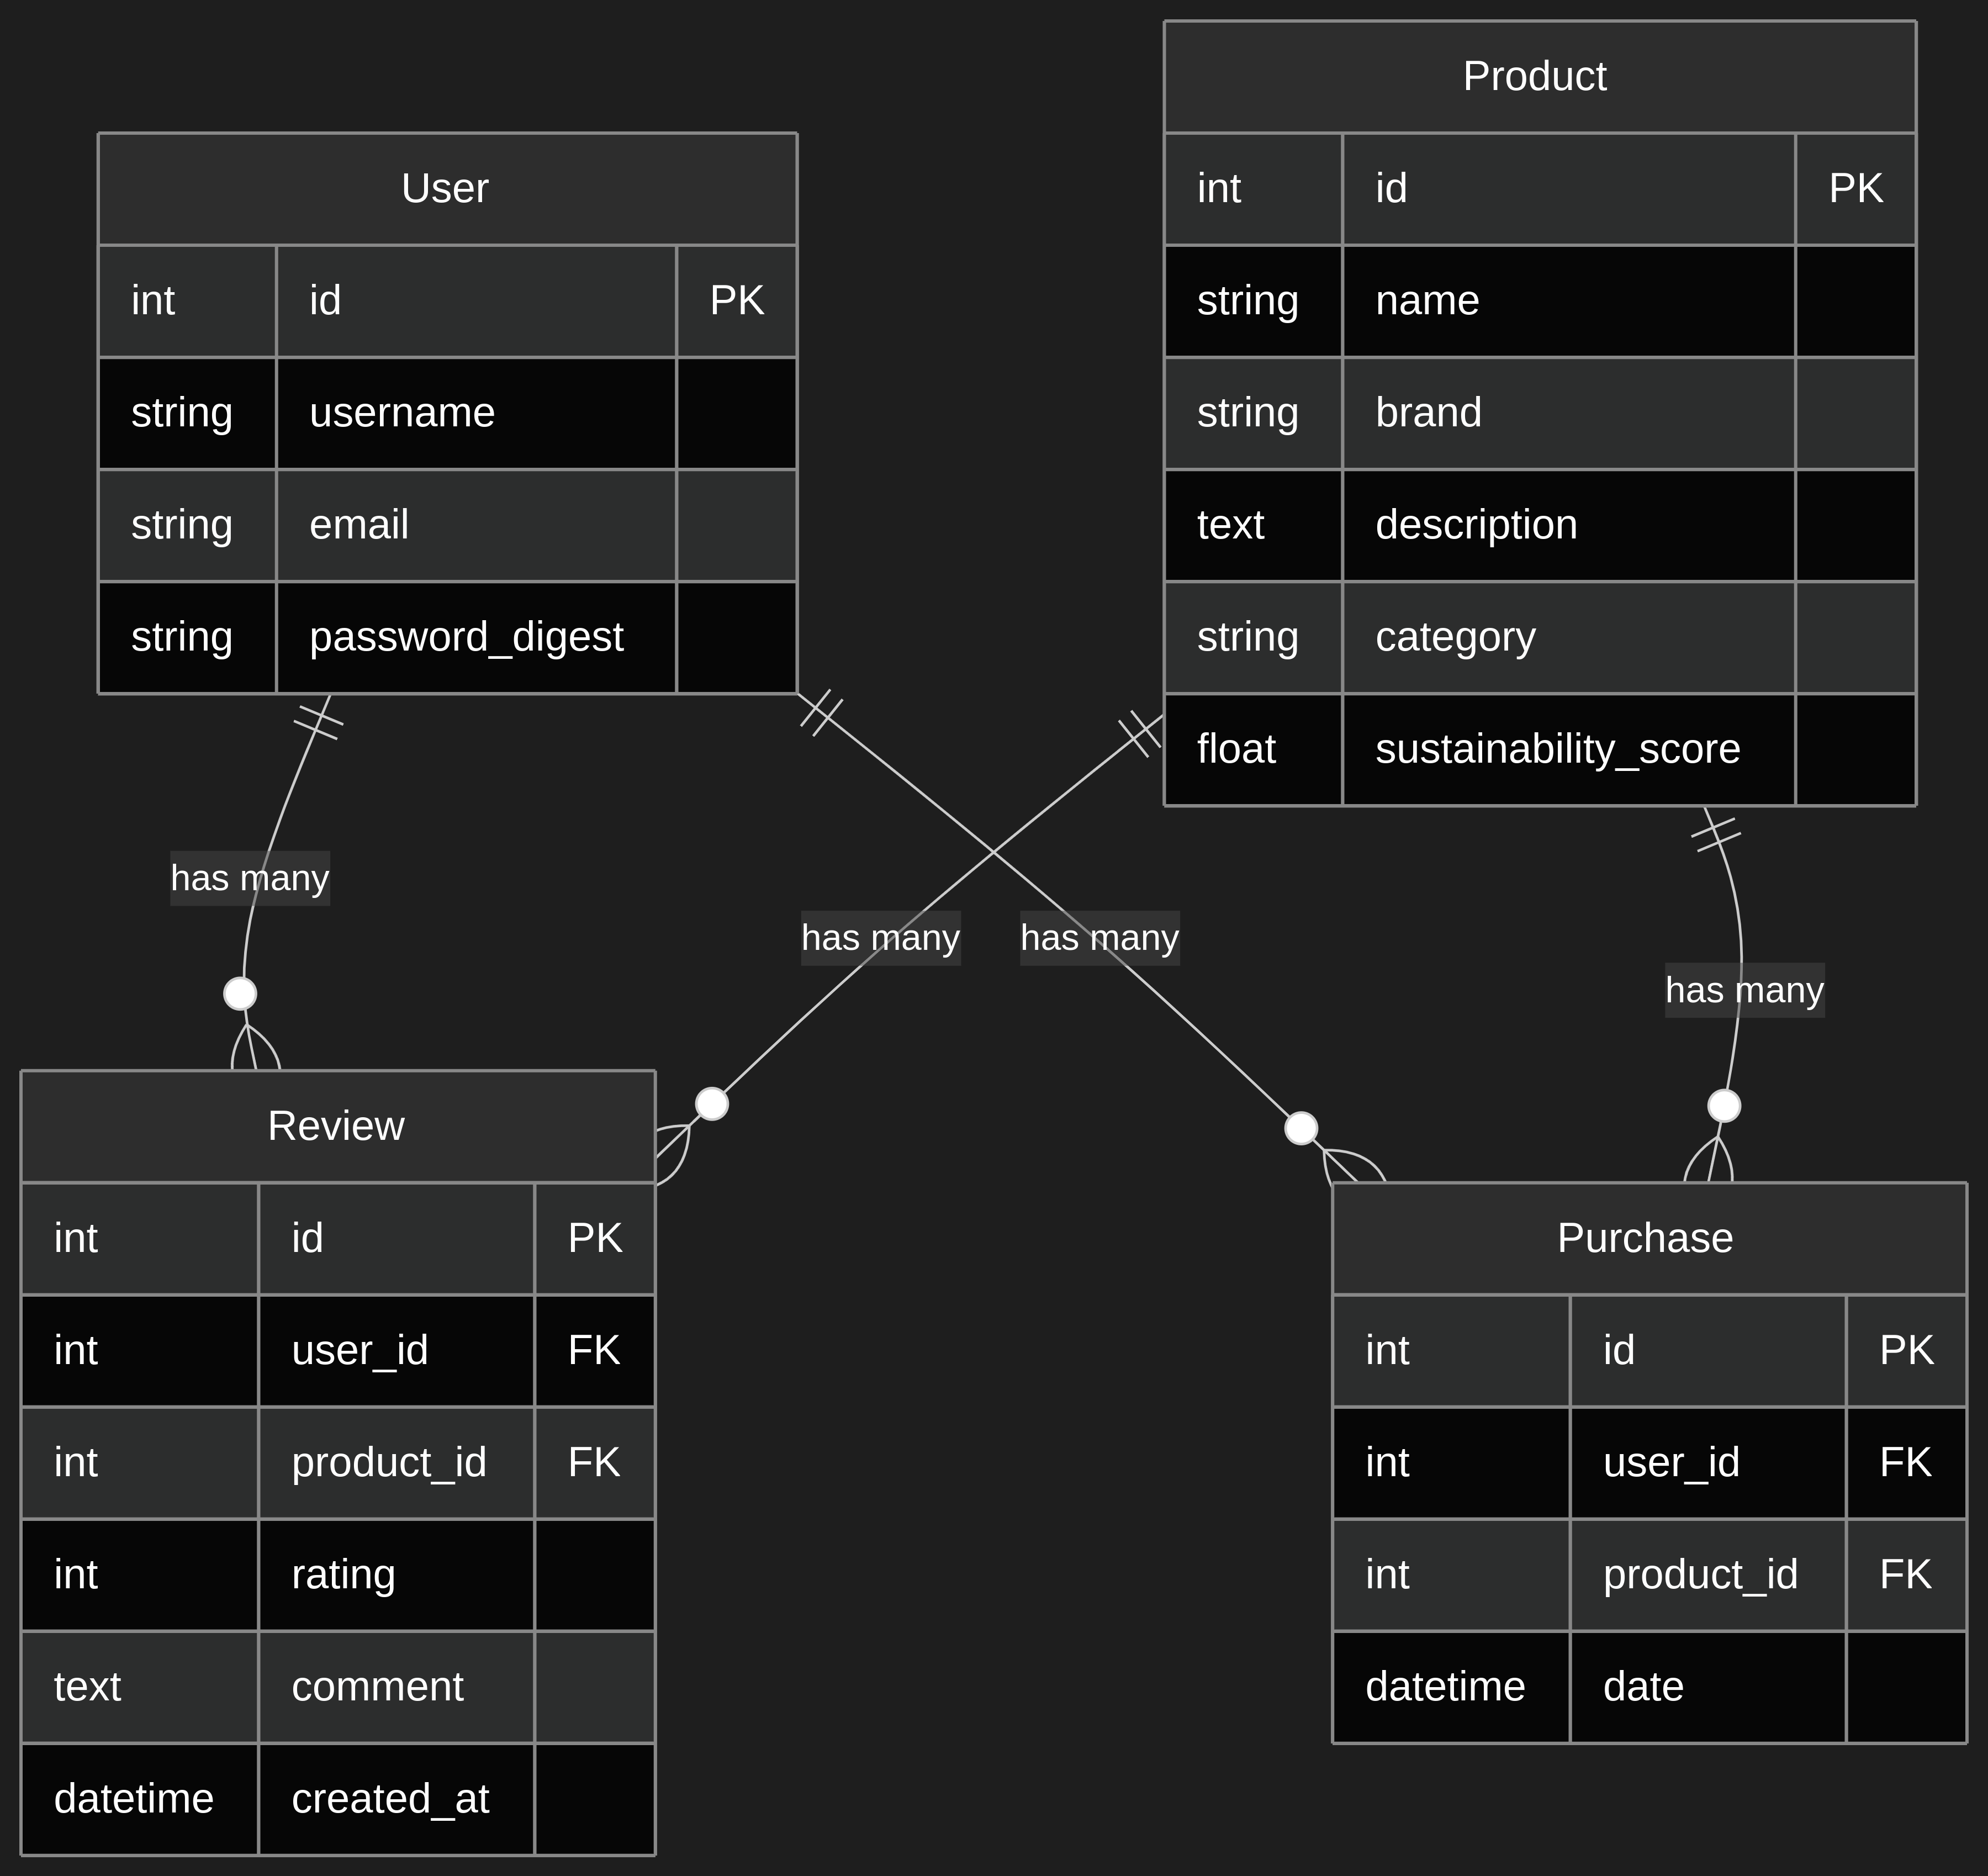 User
int id PK
string username
string email
string password_digest
Product
int id PK
string name
string brand
text description
string category
float sustainability_score
has many
has many
has many
has many
Review
int id PK
int user_id FK
int product_id FK
int rating
text comment
datetime created_at
Purchase
int id PK
int user_id FK
int product_id FK
datetime date